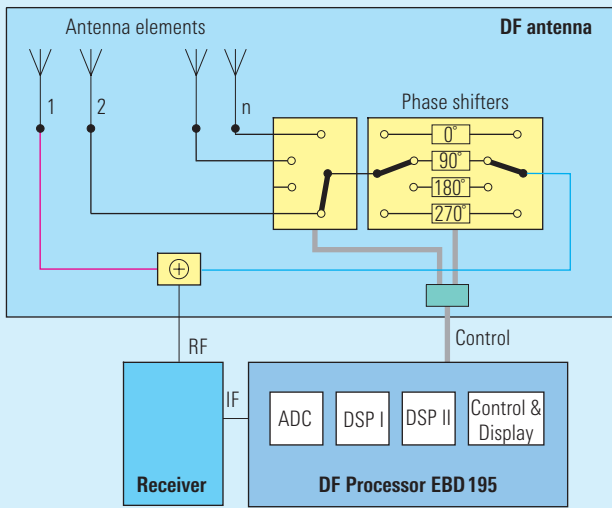 Antenna elements
DF antenna
1
2
n
Phase shifters
0°
90°
180°
270°
RF
Control
IF
ADC
DSP I
DSP II
Control &
Display
Receiver
DF Processor EBD 195